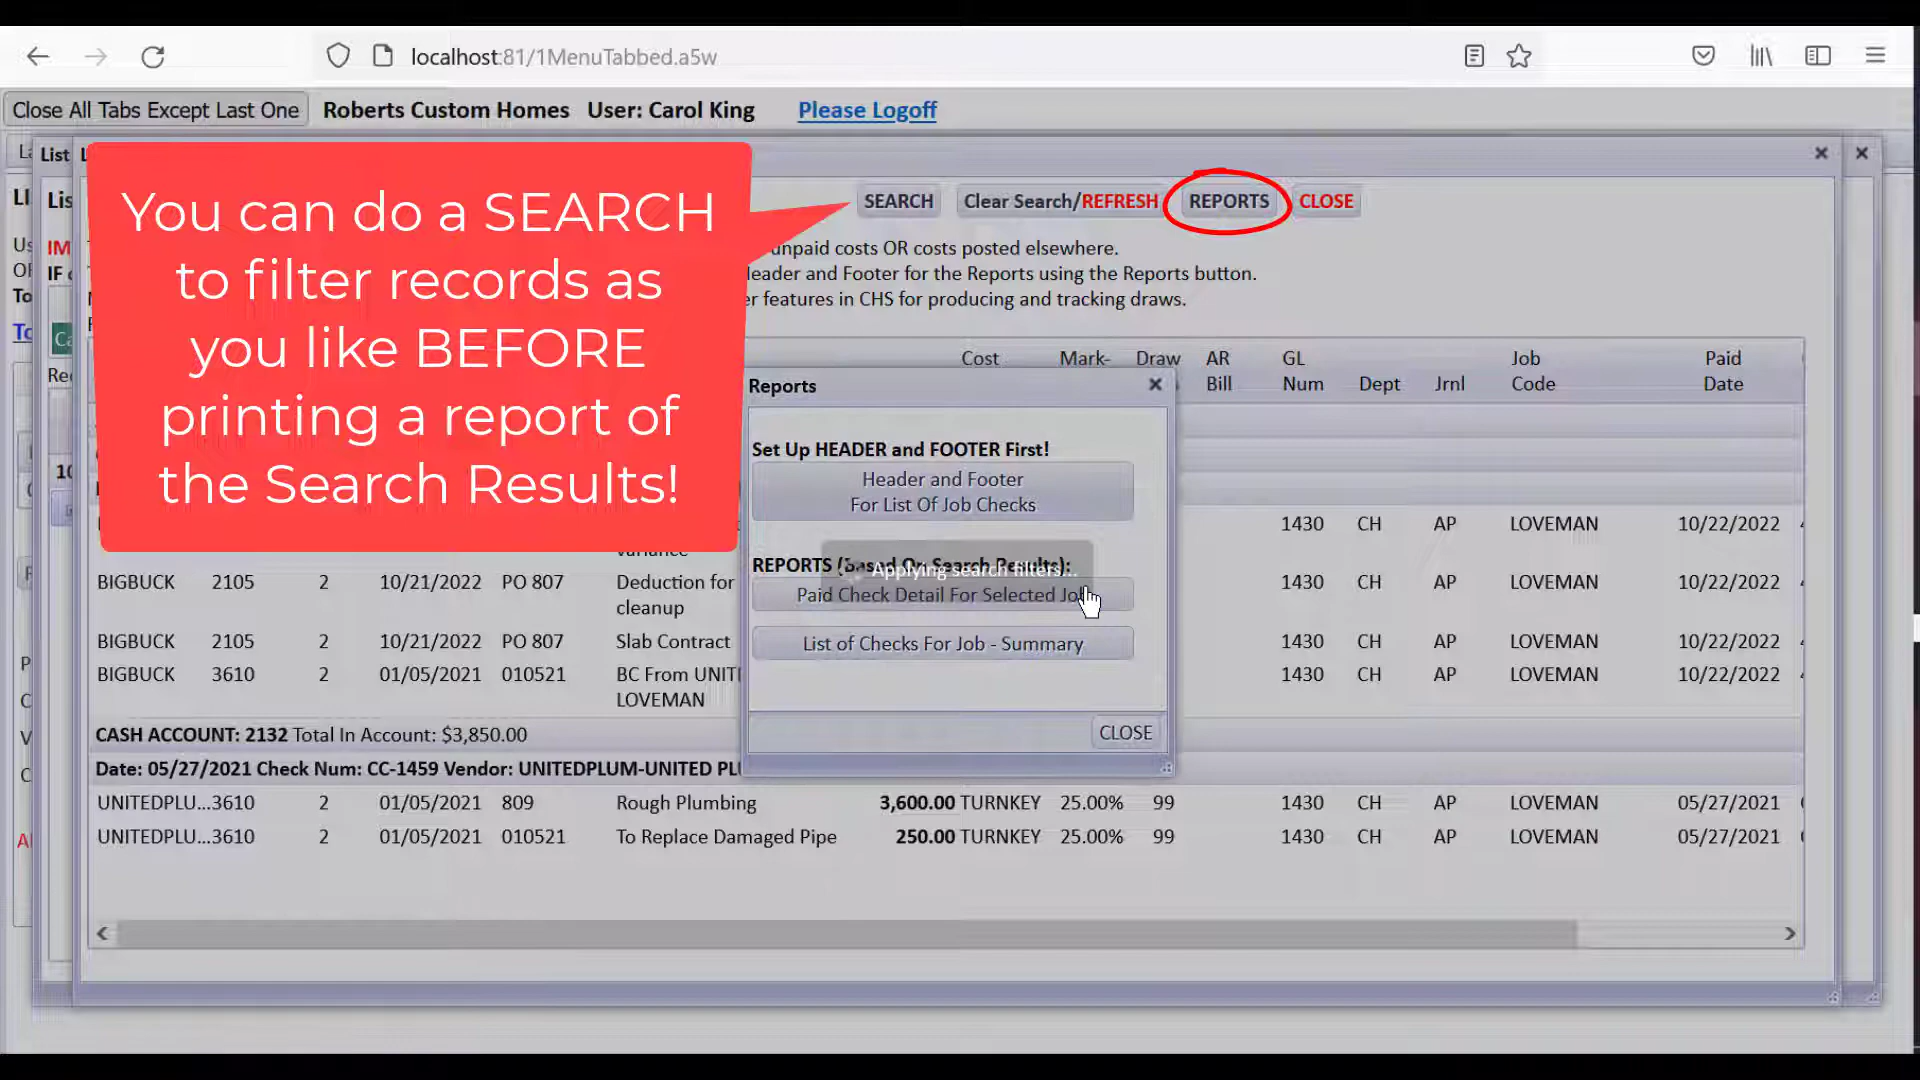 localhost:81/1MenuTabbed.a5w
Close All Tabs Except Last One Roberts Custom Homes User: Carol King Please Logoff
List
You can do a SEARCH
to filter records as
you like BEFORE
printing a report of
the Search Results!
SEARCH Clear Search/REFRESH REPORTS CLOSE
unpaid costs OR costs posted elsewhere.
Header and Footer for the Reports using the Reports button.
features in CHS for producing and tracking draws.
Cost Mark- Draw AR GL Job Paid
Bill Num Dept Jrnl Code Date
Reports
Set Up HEADER and FOOTER First!
Header and Footer
For List Of Job Checks
REPORTS (Based On Search Results):
Applying search filters...
Paid Check Detail For Selected Job
List of Checks For Job - Summary
CLOSE
1430 CH AP LOVEMAN 10/22/2022
variance
BIGBUCK 2105 2 10/21/2022 PO 807 Deduction for 1430 CH AP LOVEMAN 10/22/2022
cleanup
BIGBUCK 2105 2 10/21/2022 PO 807 Slab Contract 1430 CH AP LOVEMAN 10/22/2022
BIGBUCK 3610 2 01/05/2021 010521 BC From UNIT 1430 CH AP LOVEMAN 10/22/2022
LOVEMAN
CASH ACCOUNT: 2132 Total In Account: $3,850.00
Date: 05/27/2021 Check Num: CC-1459 Vendor: UNITEDPLUM-UNITED PLU
UNITEDPLU...3610 2 01/05/2021 809 Rough Plumbing 3,600.00 TURNKEY 25.00% 99 1430 CH AP LOVEMAN 05/27/2021
UNITEDPLU...3610 2 01/05/2021 010521 To Replace Damaged Pipe 250.00 TURNKEY 25.00% 99 1430 CH AP LOVEMAN 05/27/2021